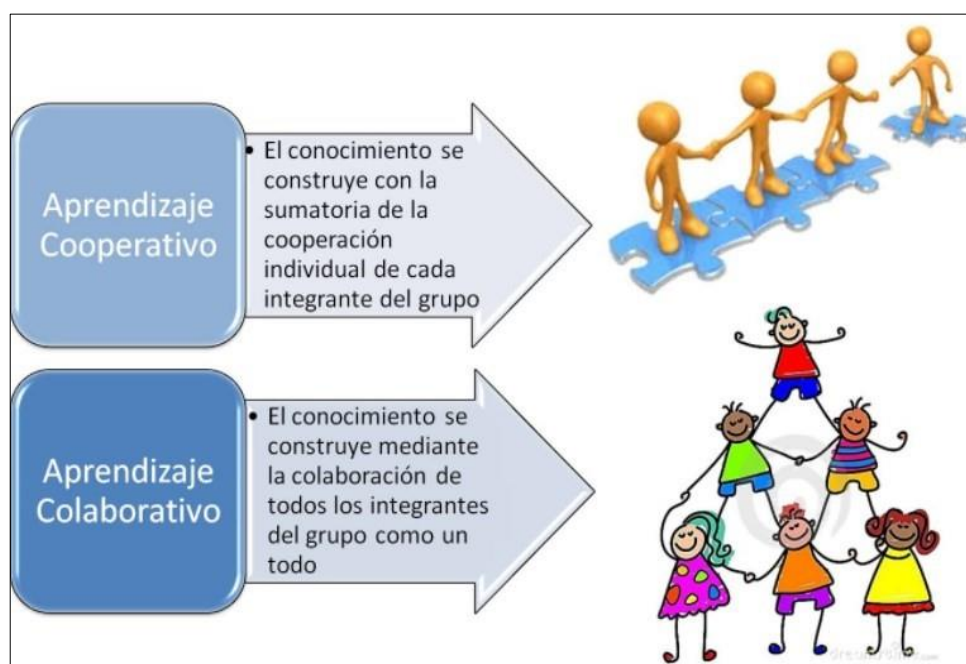 Aprendizaje
Cooperativo
• El conocimiento se
construye con la
sumatoria de la
cooperación
individual de cada
integrante del grupo
Aprendizaje
Colaborativo
• El conocimiento se
construye mediante
la colaboración de
todos los integrantes
del grupo como un
todo